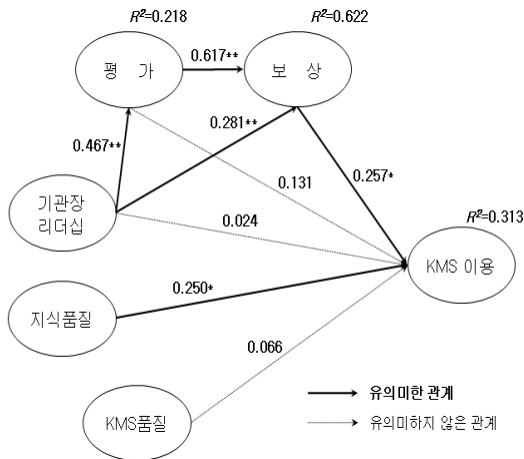 R²=0.218
R²=0.622
평 가
0.617**
보 상
0.281**
0.467**
0.131
0.257*
기관장
리더십
0.024
R²=0.313
KMS 이용
0.250*
지식품질
0.066
KMS품질
유의미한 관계
유의미하지 않은 관계